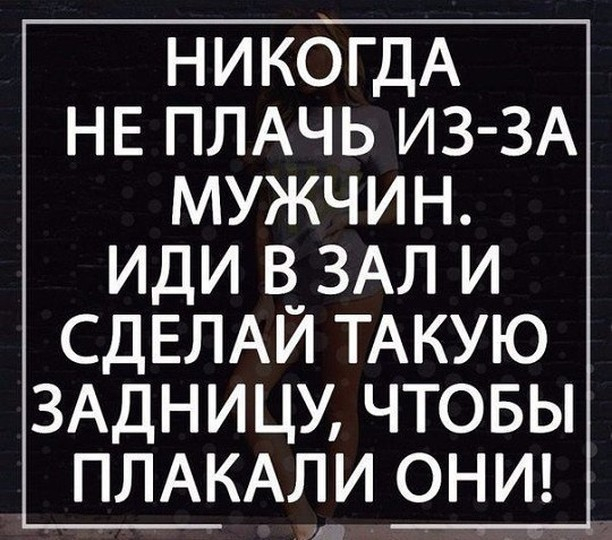 НИКОГДА
НЕ ПЛАЧЬ ИЗ-ЗА
МУЖЧИН.
ИДИ В ЗАЛ И
СДЕЛАЙ ТАКУЮ
ЗАДНИЦУ, ЧТОБЫ
ПЛАКАЛИ ОНИ!